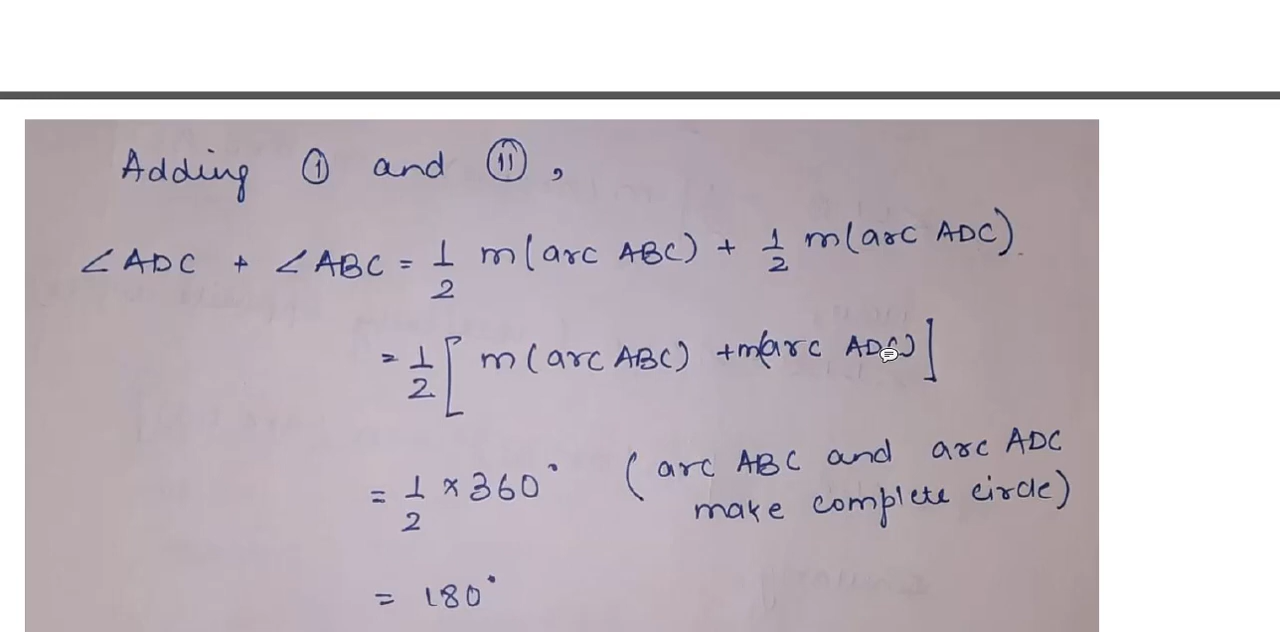 Adding ① and ⑪,
∠ADC + ∠ABC = 1/2 m(arc ABC) + 1/2 m(arc ADC)
= 1/2 [ m(arc ABC) + m(arc ADC) ]
= 1/2 × 360° (arc ABC and arc ADC
make complete circle)
= 180°